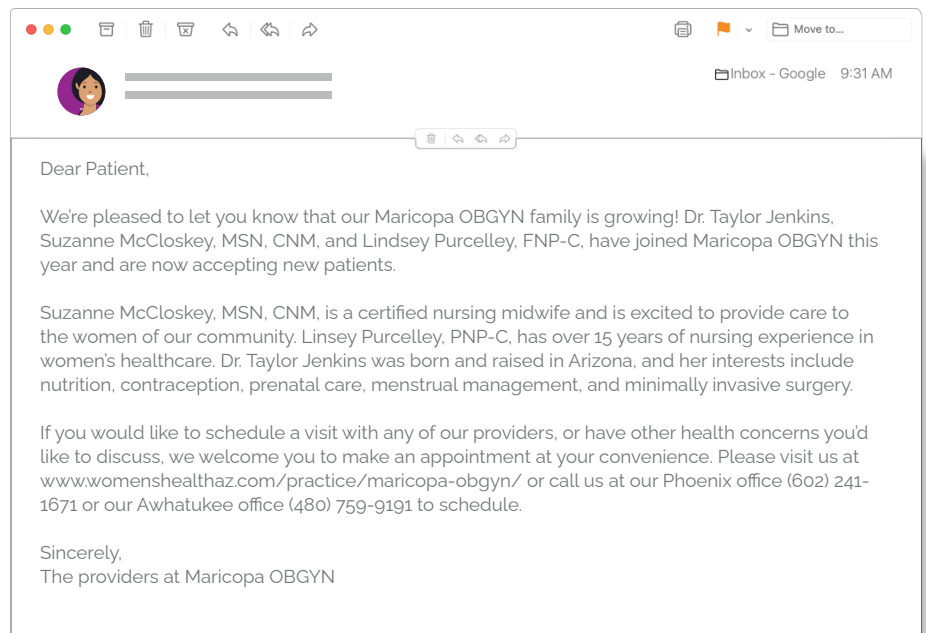 Move to...
Inbox - Google 9:31 AM
Dear Patient,
We're pleased to let you know that our Maricopa OBGYN family is growing! Dr. Taylor Jenkins,
Suzanne McCloskey, MSN, CNM, and Lindsey Purcelley, FNP-C, have joined Maricopa OBGYN this
year and are now accepting new patients.
Suzanne McCloskey, MSN, CNM, is a certified nursing midwife and is excited to provide care to
the women of our community. Linsey Purcelley, PNP-C, has over 15 years of nursing experience in
women's healthcare. Dr. Taylor Jenkins was born and raised in Arizona, and her interests include
nutrition, contraception, prenatal care, menstrual management, and minimally invasive surgery.
If you would like to schedule a visit with any of our providers, or have other health concerns you'd
like to discuss, we welcome you to make an appointment at your convenience. Please visit us at
www.womenshealthaz.com/practice/maricopa-obgyn/ or call us at our Phoenix office (602) 241-
1671 or our Awhatukee office (480) 759-9191 to schedule.
Sincerely,
The providers at Maricopa OBGYN